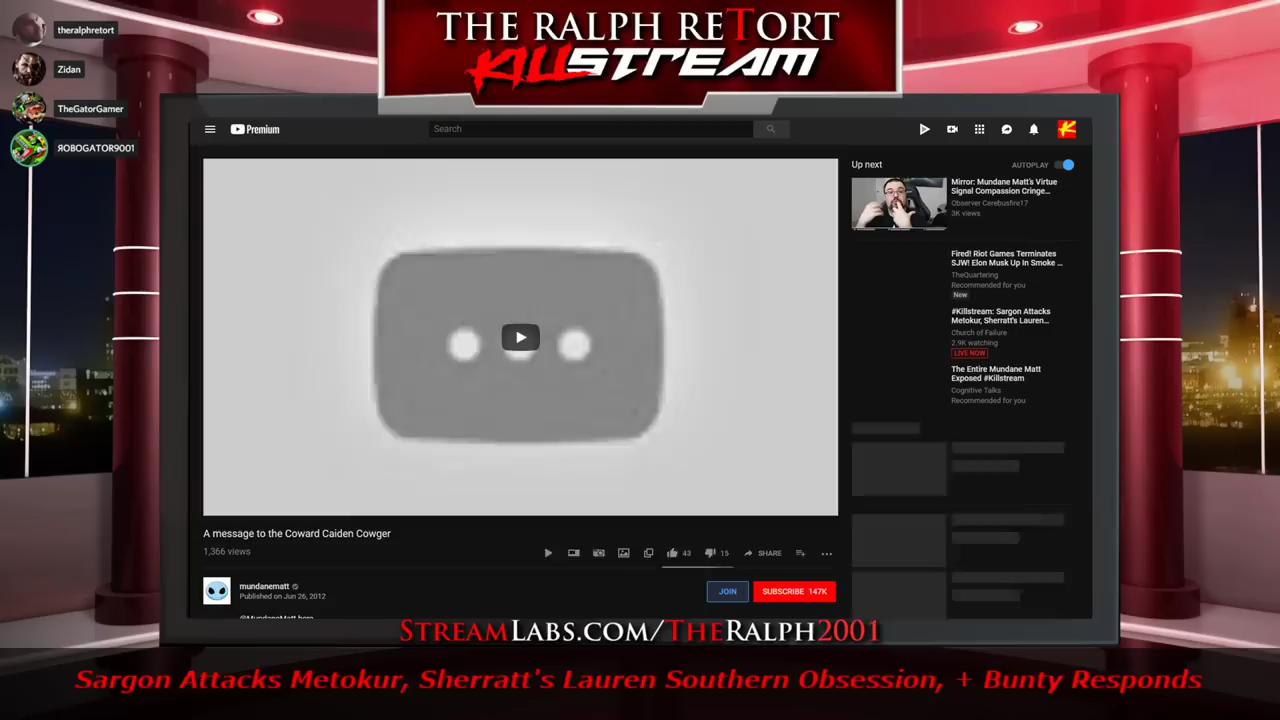 THE RALPH RETORT
KILLSTREAM
theralphretort
Zidan
TheGatorGamer
ЯOBOGATOR9001
Premium
Search
Up next
AUTOPLAY
Mirror: Mundane Matt's Virtue
Signal Compassion Cringe...
Observer Cerebusfire17
3K views
Fired! Riot Games Terminates
SJW! Elon Musk Up In Smoke ...
TheQuartering
Recommended for you
New
#Killstream: Sargon Attacks
Metokur, Sherratt's Lauren...
Church of Failure
2.9K watching
LIVE NOW
The Entire Mundane Matt
Exposed #Killstream
Cognitive Talks
Recommended for you
A message to the Coward Caiden Cowger
1,366 views
43
15
SHARE
mundanematt
Published on Jun 26, 2012
JOIN
SUBSCRIBE 147K
@MundaneMatt here
STREAMLABS.COM/THERALPH2001
Sargon Attacks Metokur, Sherratt's Lauren Southern Obsession, + Bunty Responds